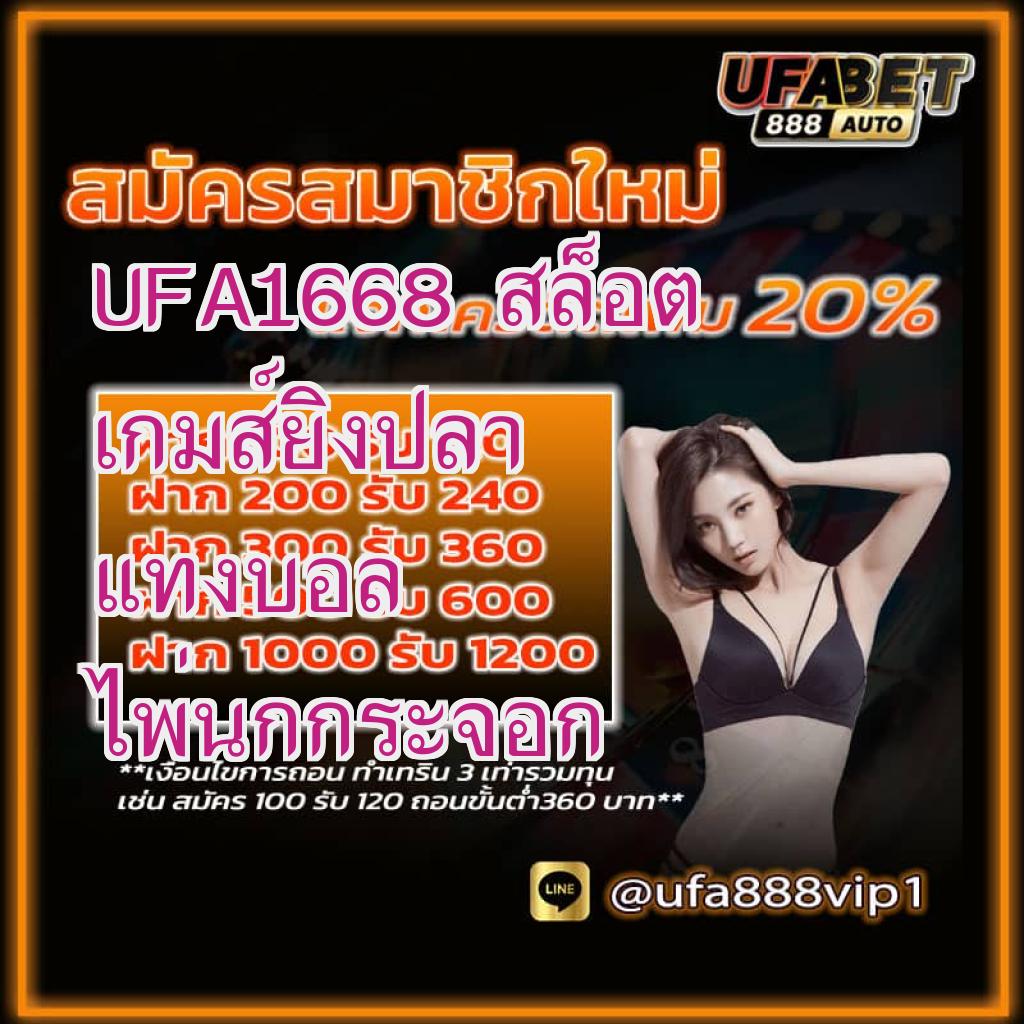 UFABET
888 AUTO
สมัครสมาชิกใหม่
UFA1668 สล็อต
20%
เกมส์ยิงปลา
ฝาก 200 รับ 240
ฝาก 300 รับ 360
แทงบอล
600
ฝาก 1000 รับ 1200
ไพ่นกกระจอก
**เงื่อนไขการถอน ทำเทริน 3 เท่ารวมทุน
เช่น สมัคร 100 รับ 120 ถอนขั้นต่ำ360 บาท**
LINE @ufa888vip1